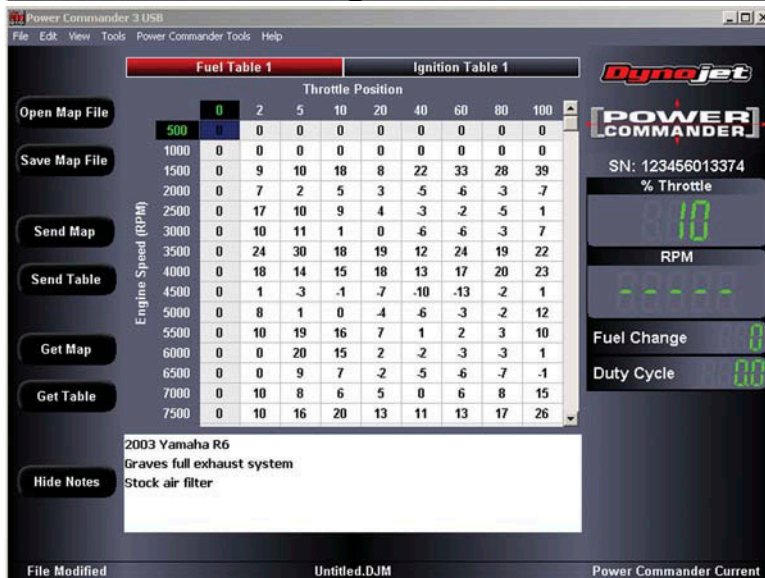 Power Commander 3 USB
File Edit View Tools Power Commander Tools Help
Fuel Table 1 Ignition Table 1
Throttle Position
0 2 5 10 20 40 60 80 100
Engine Speed (RPM)
500 0 0 0 0 0 0 0 0 0
1000 0 0 0 0 0 0 0 0 0
1500 0 9 10 18 8 22 33 28 39
2000 0 7 2 5 3 -5 -6 -3 -7
2500 0 17 10 9 4 -3 -2 -5 1
3000 0 10 11 1 0 -6 -6 -3 7
3500 0 24 30 18 19 12 24 19 22
4000 0 18 14 15 18 13 17 20 23
4500 0 1 -3 -1 -7 -10 -13 -2 1
5000 0 8 1 0 -4 -6 -3 -2 12
5500 0 10 19 16 7 1 2 3 10
6000 0 0 20 15 2 -2 -3 -3 1
6500 0 0 9 7 -2 -5 -6 -7 -1
7000 0 10 8 6 5 0 6 8 15
7500 0 10 16 20 13 11 13 17 26
Open Map File
Save Map File
Send Map
Send Table
Get Map
Get Table
Hide Notes
2003 Yamaha R6
Graves full exhaust system
Stock air filter
Dynojet
POWER
COMMANDER
SN: 123456013374
% Throttle
10
RPM
-----
Fuel Change 0
Duty Cycle 0.0
File Modified Untitled.DJM Power Commander Current